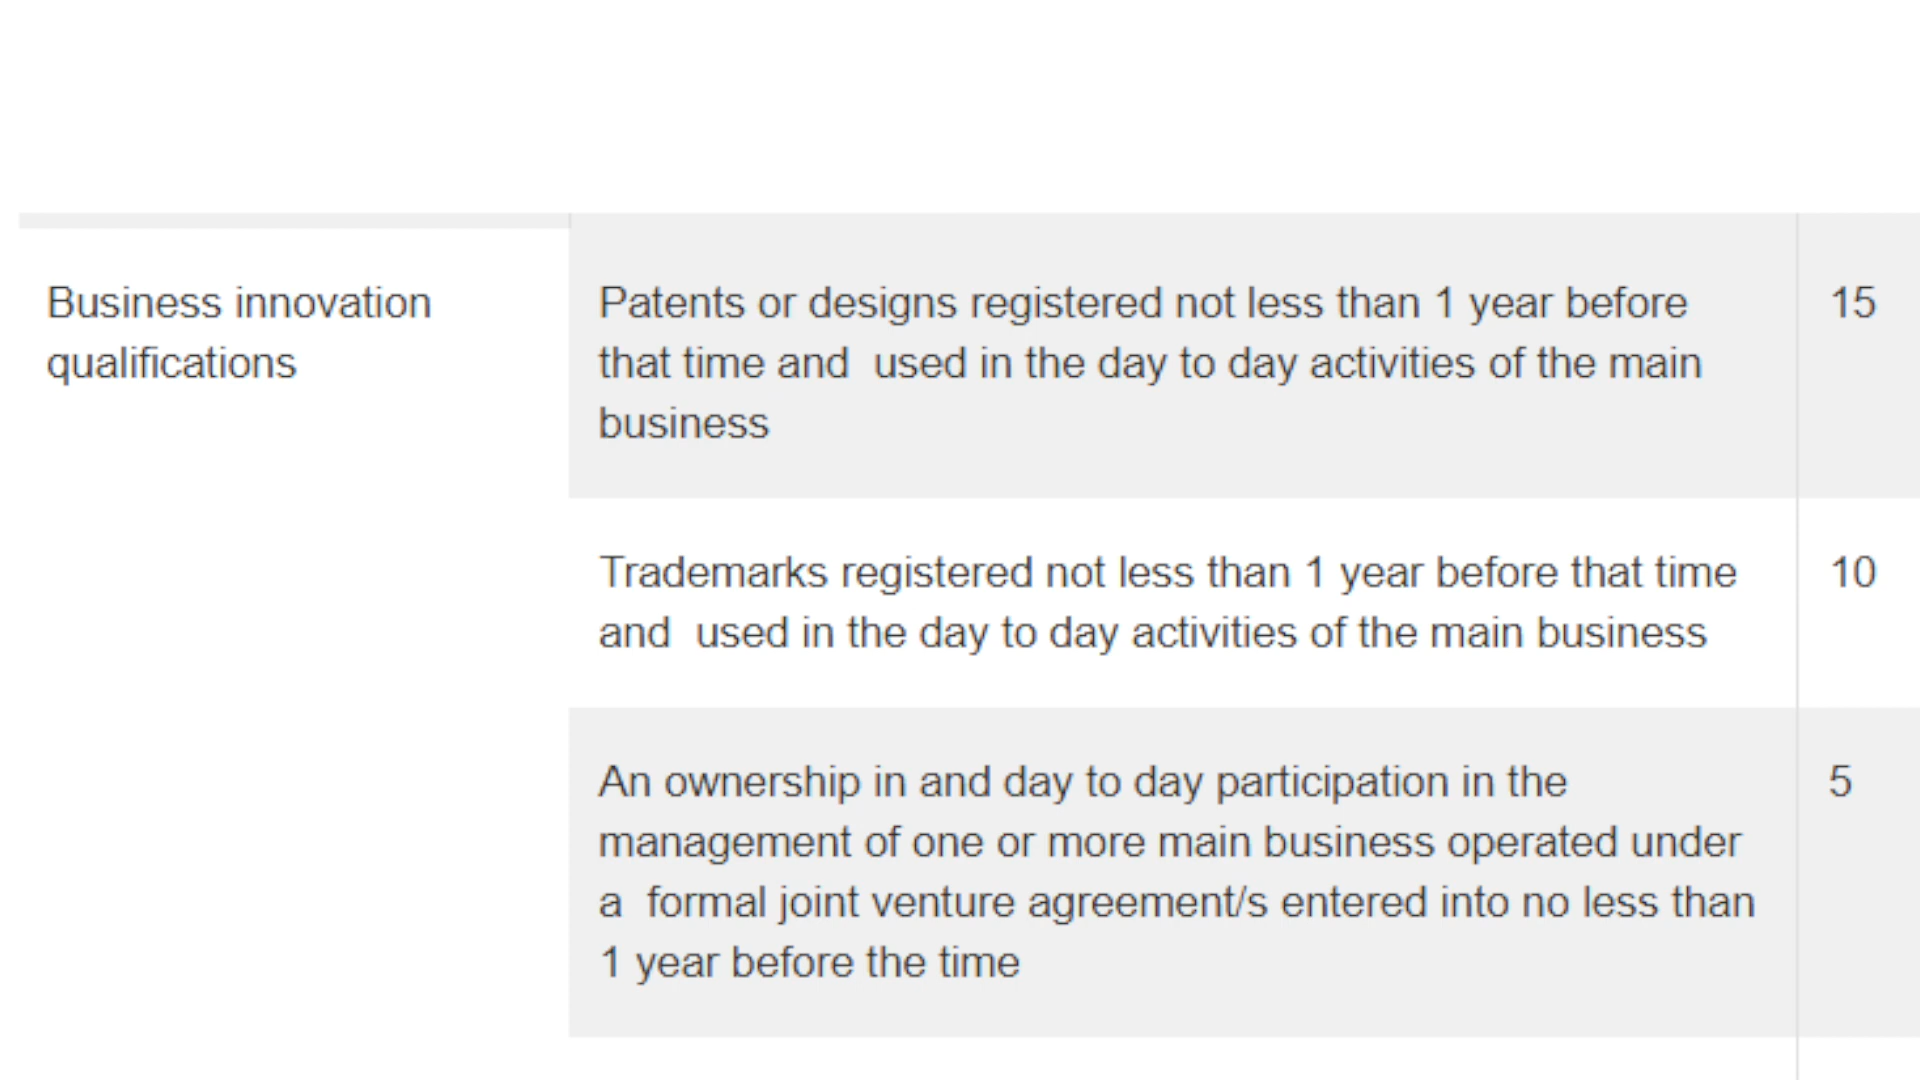 Business innovation
qualifications
Patents or designs registered not less than 1 year before
that time and  used in the day to day activities of the main
business
15
Trademarks registered not less than 1 year before that time
and  used in the day to day activities of the main business
10
An ownership in and day to day participation in the
management of one or more main business operated under
a  formal joint venture agreement/s entered into no less than
1 year before the time
5